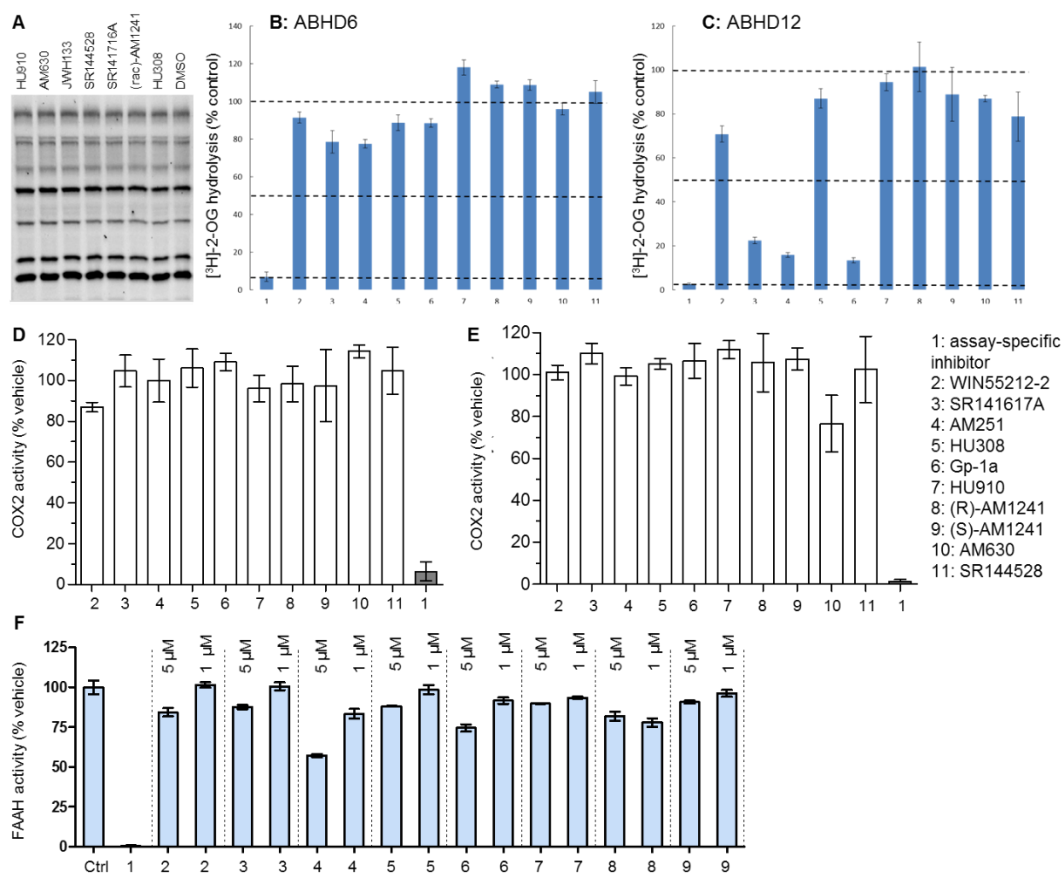 A
HU910
AM630
JWH133
SR144528
SR141716A
(rac)-AM1241
HU308
DMSO
B: ABHD6
[³H]-2-OG hydrolysis (% control)
140
120
100
80
60
40
20
0
1 2 3 4 5 6 7 8 9 10 11
C: ABHD12
[³H]-2-OG hydrolysis (% control)
120
100
80
60
40
20
0
1 2 3 4 5 6 7 8 9 10 11
D
COX2 activity (% vehicle)
120
100
80
60
40
20
0
2 3 4 5 6 7 8 9 10 11 1
E
COX2 activity (% vehicle)
120
100
80
60
40
20
0
2 3 4 5 6 7 8 9 10 11 1
1: assay-specific
inhibitor
2: WIN55212-2
3: SR141617A
4: AM251
5: HU308
6: Gp-1a
7: HU910
8: (R)-AM1241
9: (S)-AM1241
10: AM630
11: SR144528
F
FAAH activity (% vehicle)
125
100
75
50
25
0
5 µM 1 µM 5 µM 1 µM 5 µM 1 µM 5 µM 1 µM 5 µM 1 µM 5 µM 1 µM 5 µM 1 µM 5 µM 1 µM
Ctrl 1 2 2 3 3 4 4 5 5 6 6 7 7 8 8 9 9